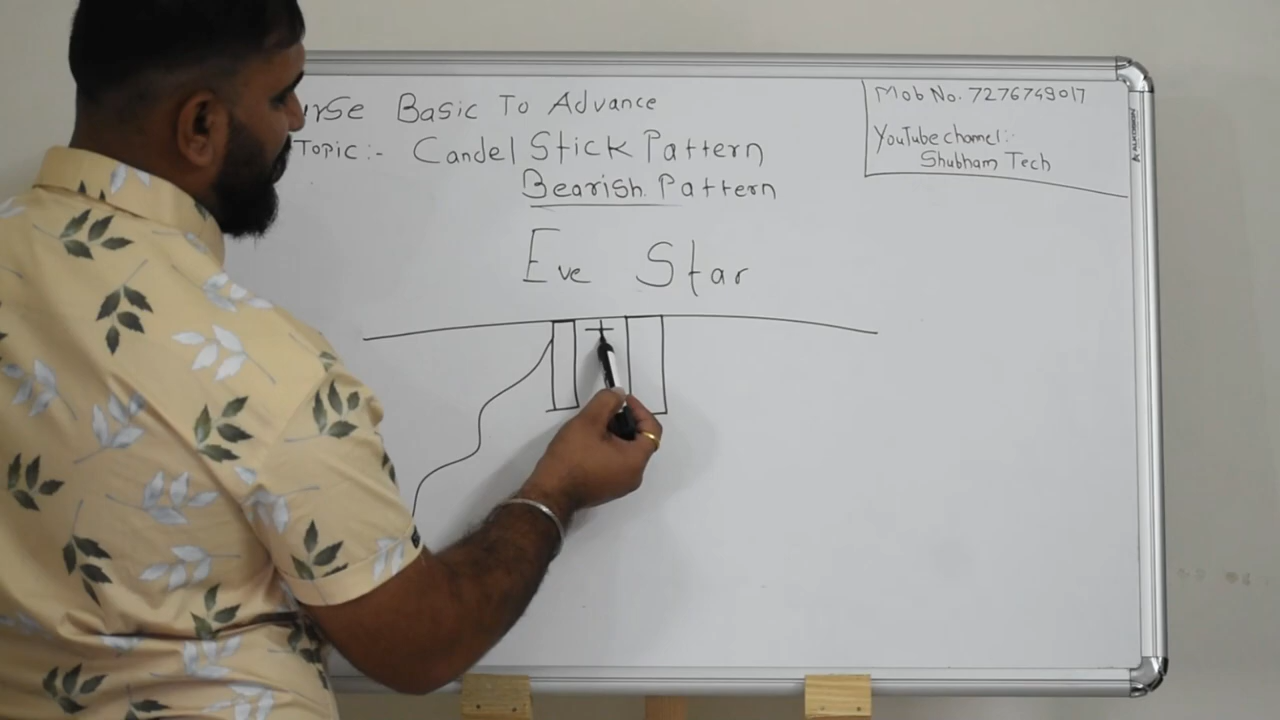 urse Basic To Advance
Topic:- Candel Stick Pattern
Bearish Pattern
Eve Star
Mob No. 7276749017
YouTube channel:-
Shubham Tech